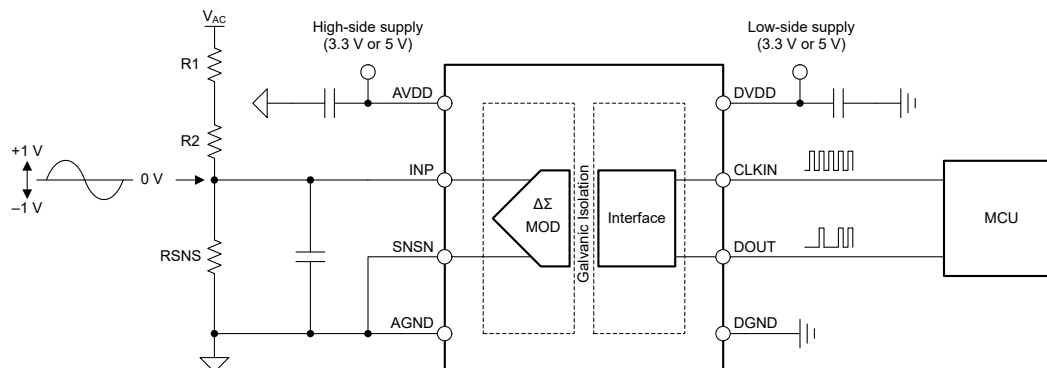 V_AC
High-side supply
(3.3 V or 5 V)
Low-side supply
(3.3 V or 5 V)
R1
AVDD
DVDD
R2
+1 V
0 V
–1 V
INP
CLKIN
ΔΣ
MOD
Galvanic Isolation
Interface
MCU
RSNS
SNSN
DOUT
AGND
DGND